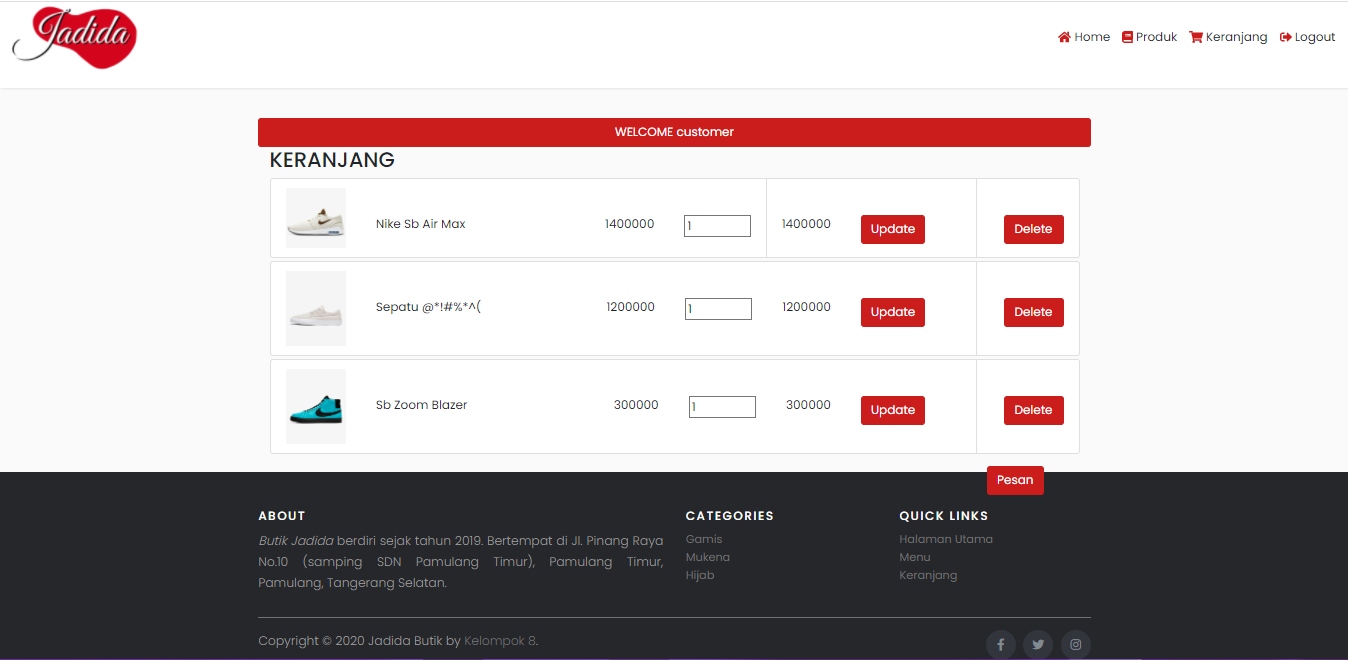 Jadida
Home Produk Keranjang Logout
WELCOME customer
KERANJANG
Nike Sb Air Max 1400000 1 1400000 Update Delete
Sepatu @*!#%*^( 1200000 1 1200000 Update Delete
Sb Zoom Blazer 300000 1 300000 Update Delete
Pesan
ABOUT
Butik Jadida berdiri sejak tahun 2019. Bertempat di Jl. Pinang Raya
No.10 (samping SDN Pamulang Timur), Pamulang Timur,
Pamulang, Tangerang Selatan.
CATEGORIES
Gamis
Mukena
Hijab
QUICK LINKS
Halaman Utama
Menu
Keranjang
Copyright © 2020 Jadida Butik by Kelompok 8.